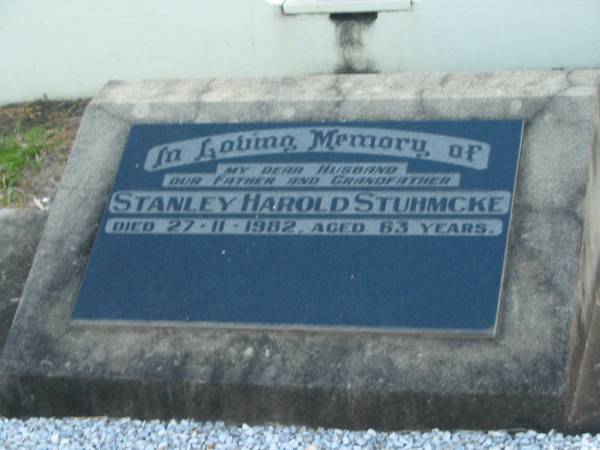 In Loving Memory of
MY DEAR HUSBAND
OUR FATHER AND GRANDFATHER
STANLEY HAROLD STUHMCKE
DIED 27-11-1982, AGED 63 YEARS.